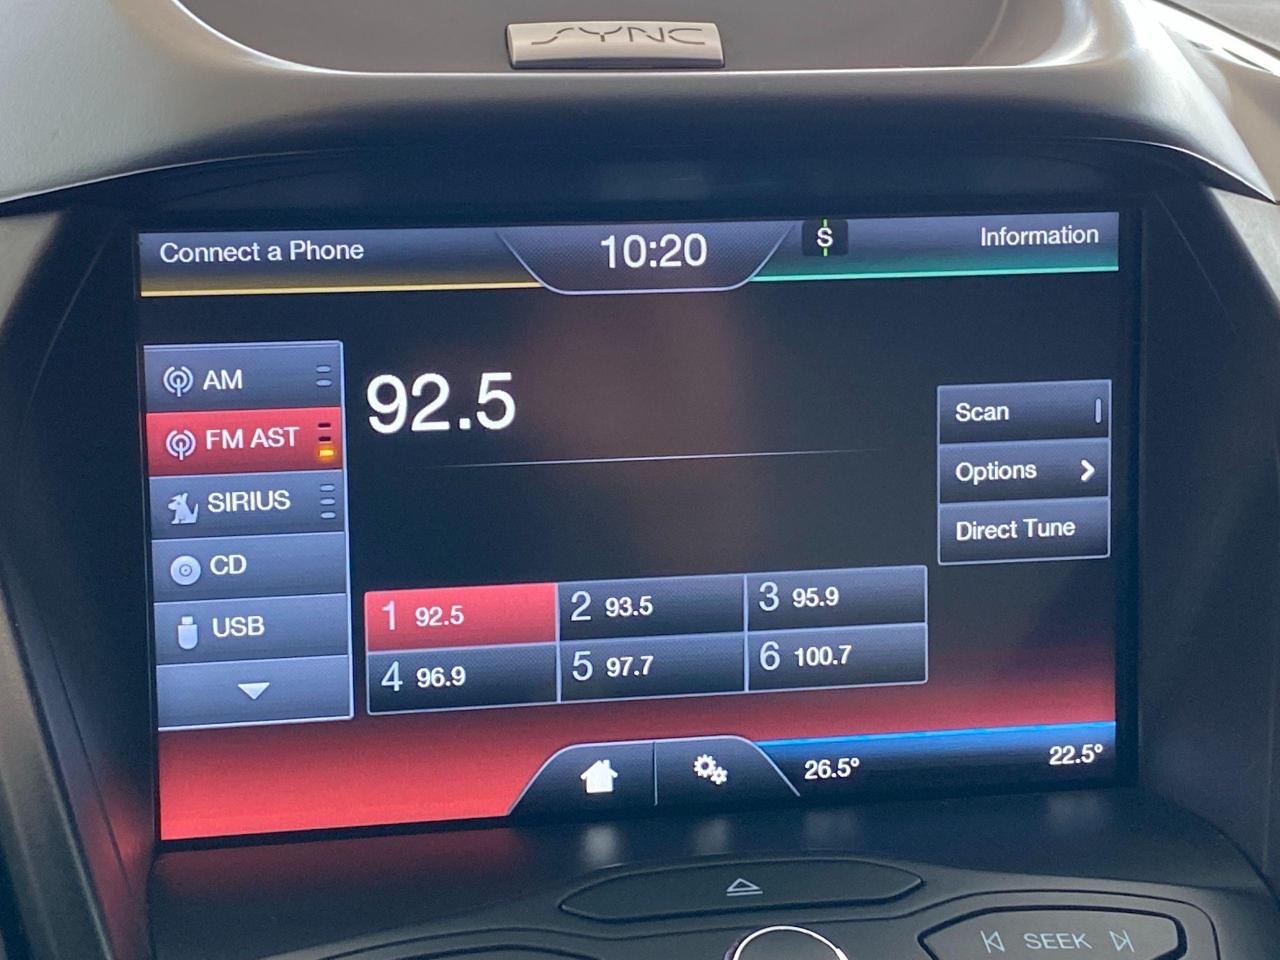 SYNC
Connect a Phone
10:20
S
Information
AM
FM AST
SIRIUS
CD
USB
92.5
Scan
Options
Direct Tune
1 92.5
2 93.5
3 95.9
4 96.9
5 97.7
6 100.7
26.5°
22.5°
SEEK